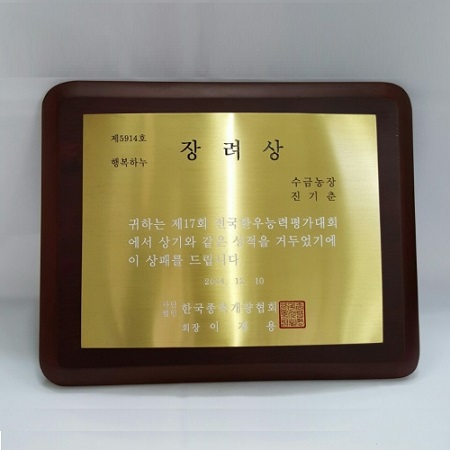 제5914호
장 려 상
행복하누
수금농장
진 기 춘
귀하는 제17회 전국한우능력평가대회
에서 상기와 같은 성적을 거두었기에
이 상패를 드립니다
10
사단법인 한국종축개량협회
회장 이 재 용